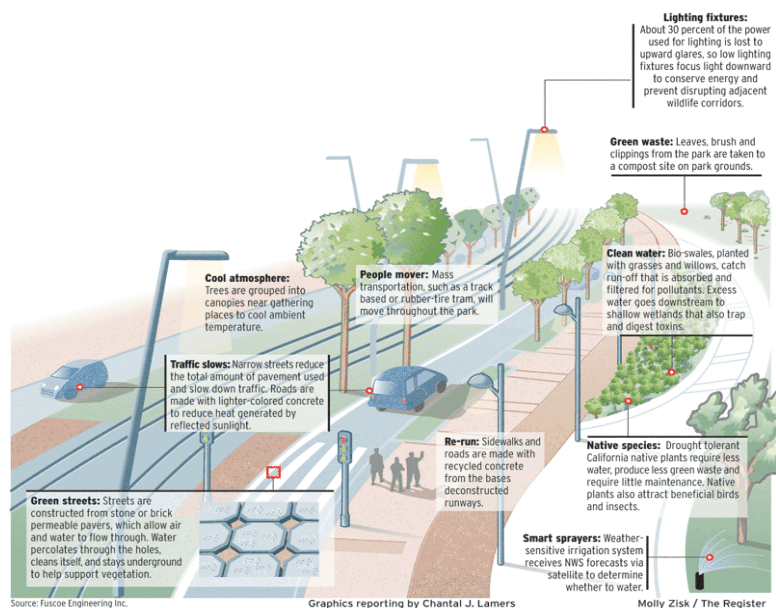 Lighting fixtures:
About 30 percent of the power
used for lighting is lost to
upward glares, so low lighting
fixtures focus light downward
to conserve energy and
prevent disrupting adjacent
wildlife corridors.
Green waste: Leaves, brush and
clippings from the park are taken to
a compost site on park grounds.
Clean water: Bio-swales, planted
with grasses and willows, catch
run-off that is absorbed and
filtered for pollutants. Excess
water goes downstream to
shallow wetlands that also trap
and digest toxins.
Cool atmosphere:
Trees are grouped into
canopies near gathering
places to cool ambient
temperature.
People mover: Mass
transportation, such as a track
based or rubber-tire tram, will
move throughout the park.
Traffic slows: Narrow streets reduce
the total amount of pavement used
and slow down traffic. Roads are
made with lighter-colored concrete
to reduce heat generated by
reflected sunlight.
Re-run: Sidewalks and
roads are made with
recycled concrete
from the bases
deconstructed
runways.
Native species: Drought tolerant
California native plants require less
water, produce less green waste and
require little maintenance. Native
plants also attract beneficial birds
and insects.
Green streets: Streets are
constructed from stone or brick
permeable pavers, which allow air
and water to flow through. Water
percolates through the holes,
cleans itself, and stays underground
to help support vegetation.
Smart sprayers: Weather-
sensitive irrigation system
receives NWS forecasts via
satellite to determine
whether to water.
Source: Fuscoe Engineering Inc.
Graphics reporting by Chantal J. Lamers
Molly Zisk / The Register